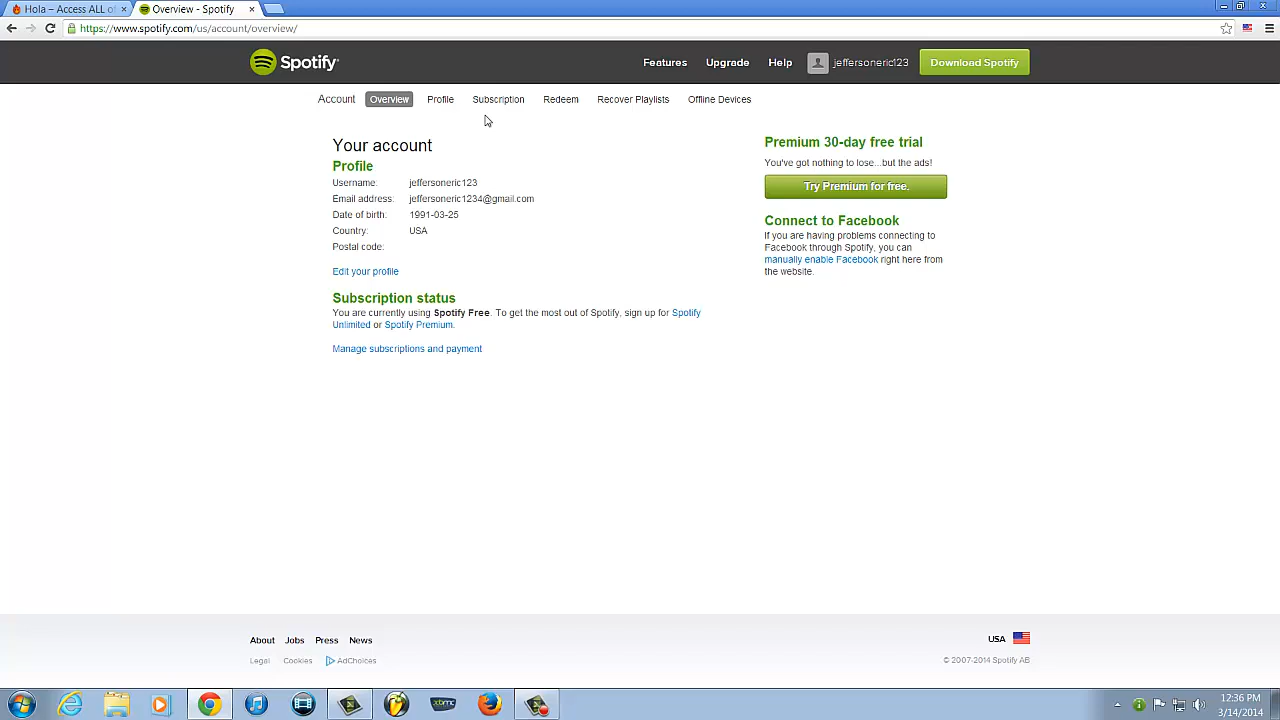 Hola – Access ALL of
Overview - Spotify
https://www.spotify.com/us/account/overview/
Spotify
Features
Upgrade
Help
jeffersoneric123
Download Spotify
Account
Overview
Profile
Subscription
Redeem
Recover Playlists
Offline Devices
Your account
Profile
Username: jeffersoneric123
Email address: jeffersoneric1234@gmail.com
Date of birth: 1991-03-25
Country: USA
Postal code:
Edit your profile
Subscription status
You are currently using Spotify Free. To get the most out of Spotify, sign up for Spotify
Unlimited or Spotify Premium.
Manage subscriptions and payment
Premium 30-day free trial
You've got nothing to lose...but the ads!
Try Premium for free.
Connect to Facebook
If you are having problems connecting to
Facebook through Spotify, you can
manually enable Facebook right here from
the website.
About
Jobs
Press
News
USA
Legal
Cookies
AdChoices
© 2007-2014 Spotify AB
xbmc
12:36 PM
3/14/2014